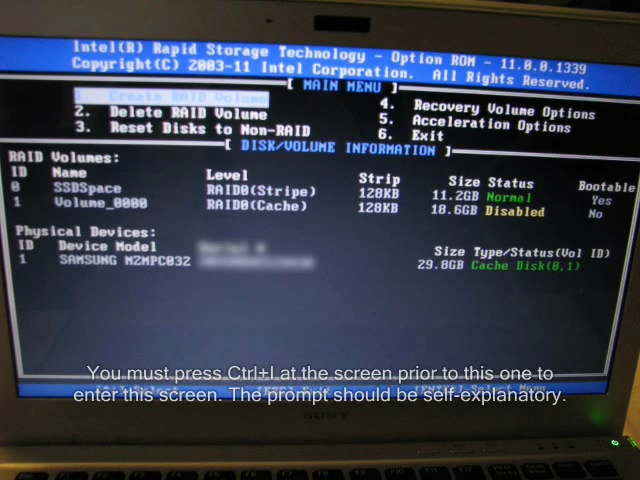 Intel(R) Rapid Storage Technology - Option ROM - 11.0.0.1339
Copyright(C) 2003-11 Intel Corporation. All Rights Reserved.
[ MAIN MENU ]
1. Create RAID Volume
2. Delete RAID Volume
3. Reset Disks to Non-RAID
4. Recovery Volume Options
5. Acceleration Options
6. Exit
[ DISK/VOLUME INFORMATION ]
RAID Volumes:
ID Name Level Strip Size Status Bootable
0 SSDSpace RAID0(Stripe) 128KB 11.2GB Normal Yes
1 Volume_0000 RAID0(Cache) 128KB 18.6GB Disabled No
Physical Devices:
ID Device Model Size Type/Status(Vol ID)
1 SAMSUNG MZMPC032 29.8GB Cache Disk(0,1)
You must press Ctrl+I at the screen prior to this one to
enter this screen. The prompt should be self-explanatory.
SONY